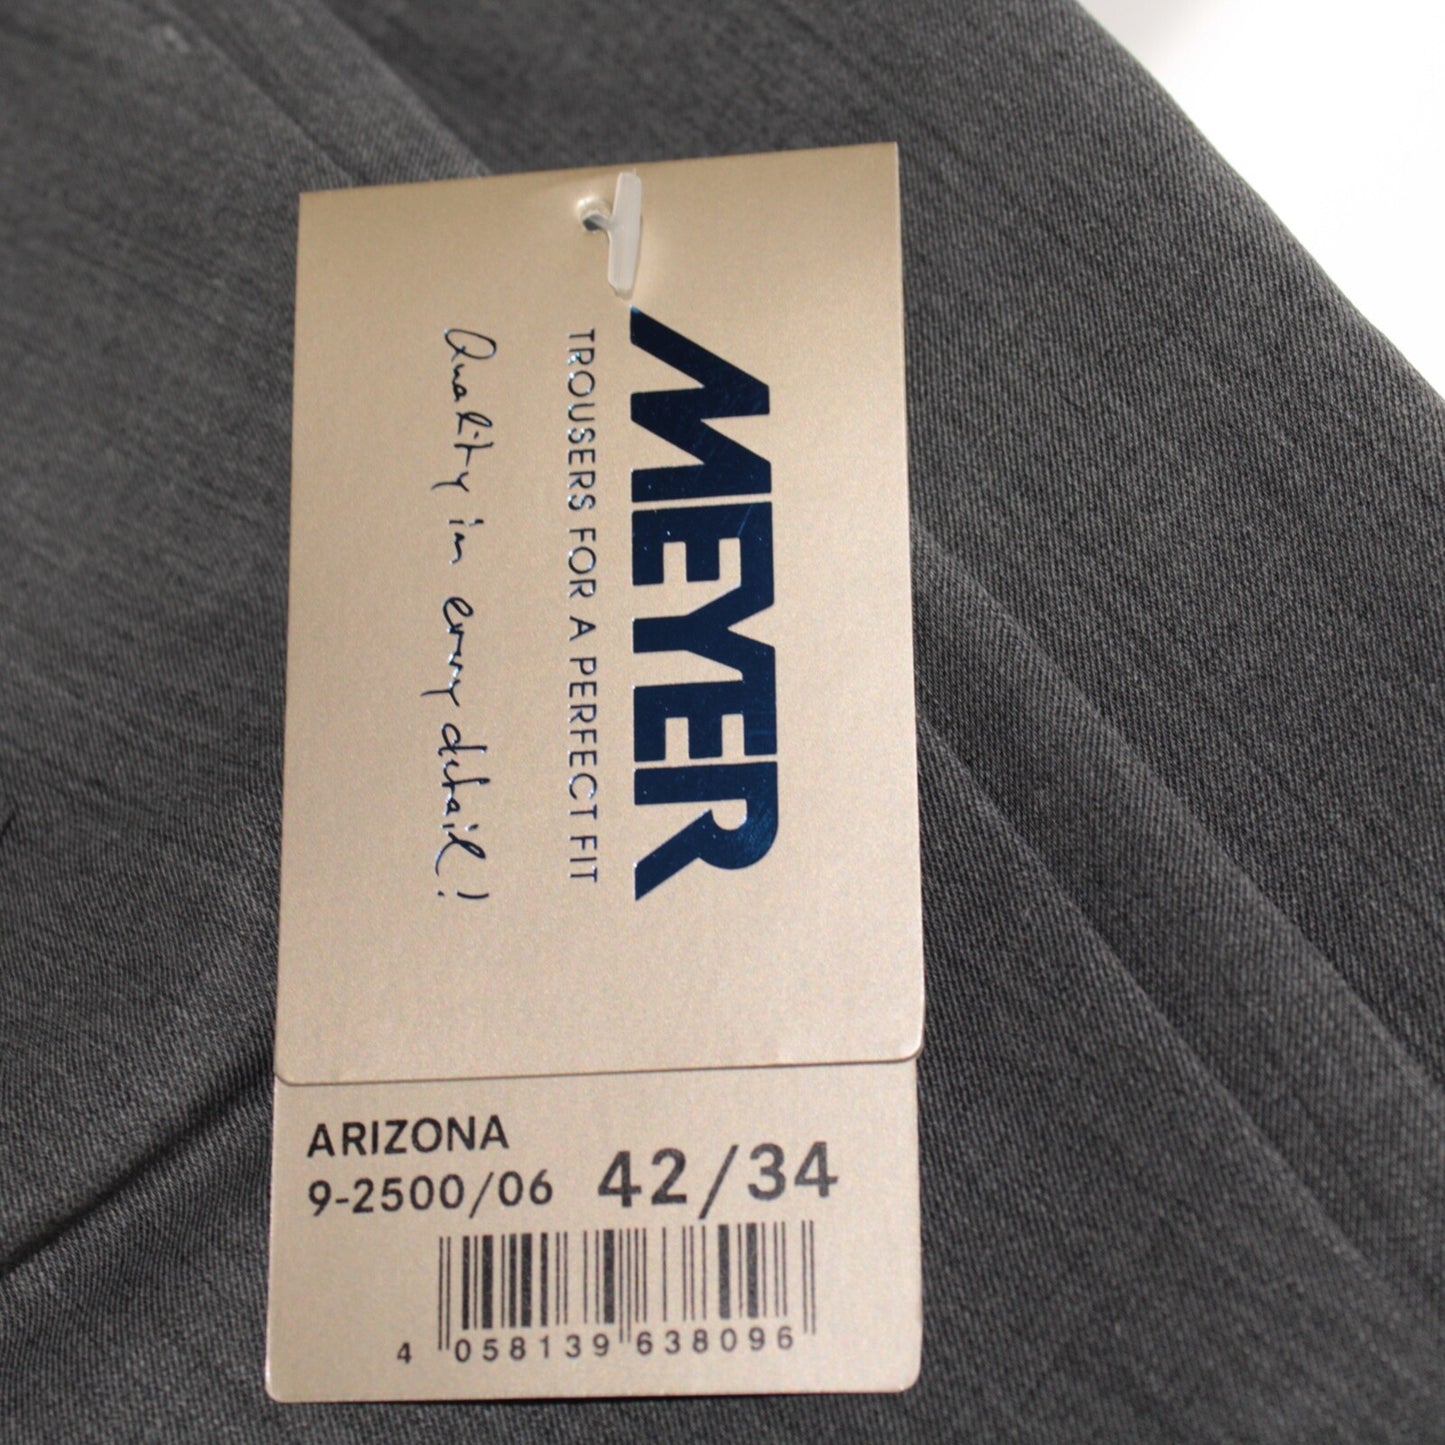 MEYER
TROUSERS FOR A PERFECT FIT
Quality in every detail!
ARIZONA
9-2500/06 42/34
4 058139 638096